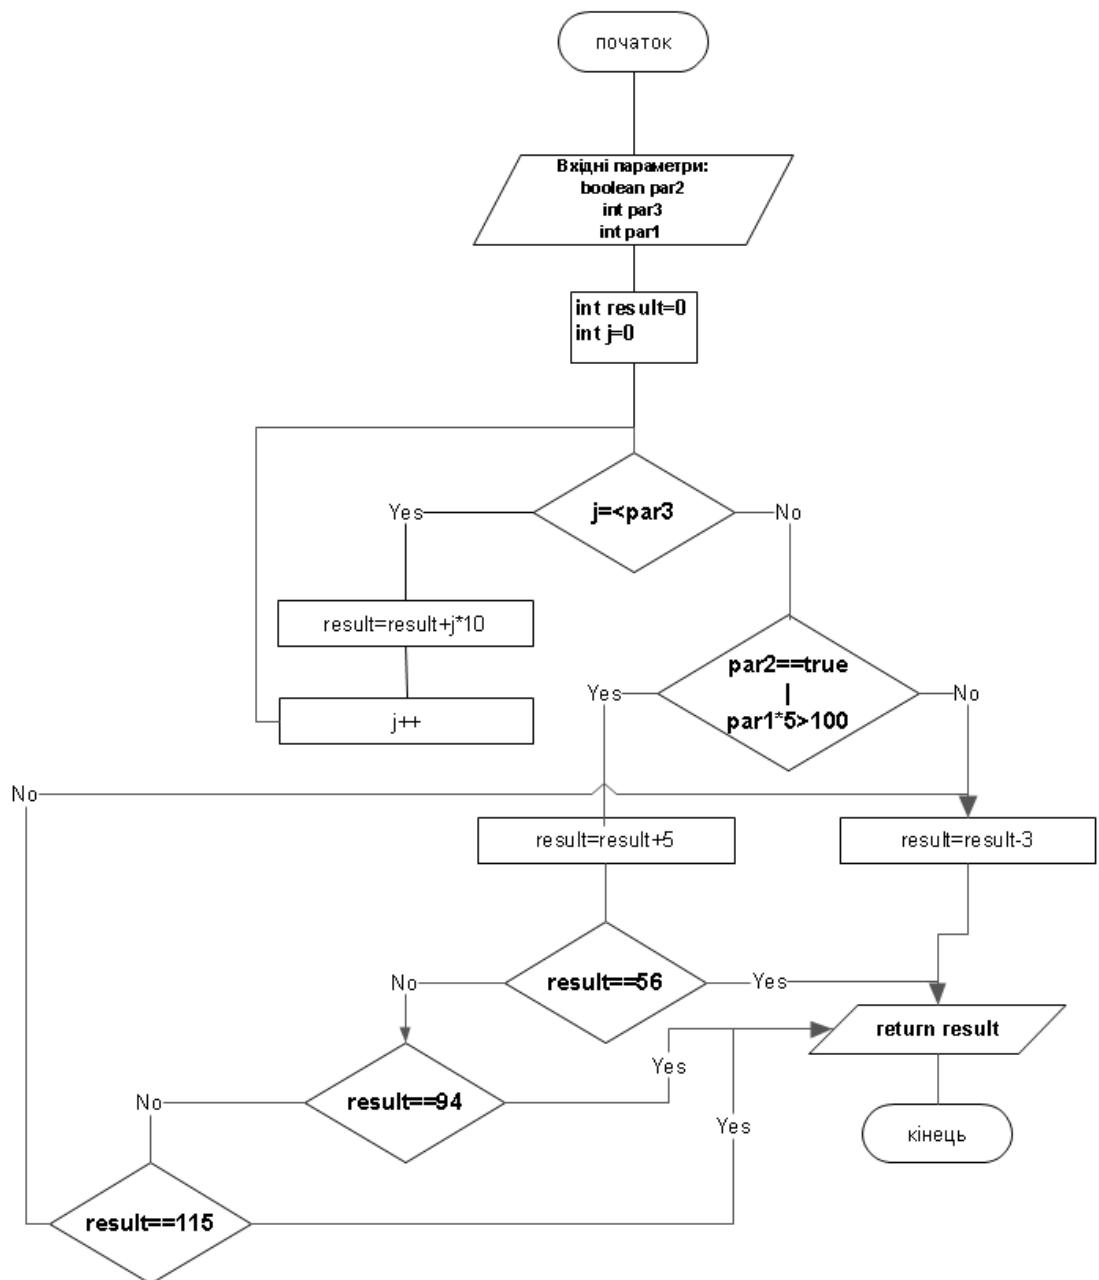 початок
Вхідні параметри:
boolean par2
int par3
int par1
int result=0
int j=0
j=<par3
Yes
No
result=result+j*10
j++
par2==true
|
par1*5>100
Yes
No
No
result=result+5
result=result-3
result==56
No
Yes
return result
result==94
Yes
No
Yes
кінець
result==115